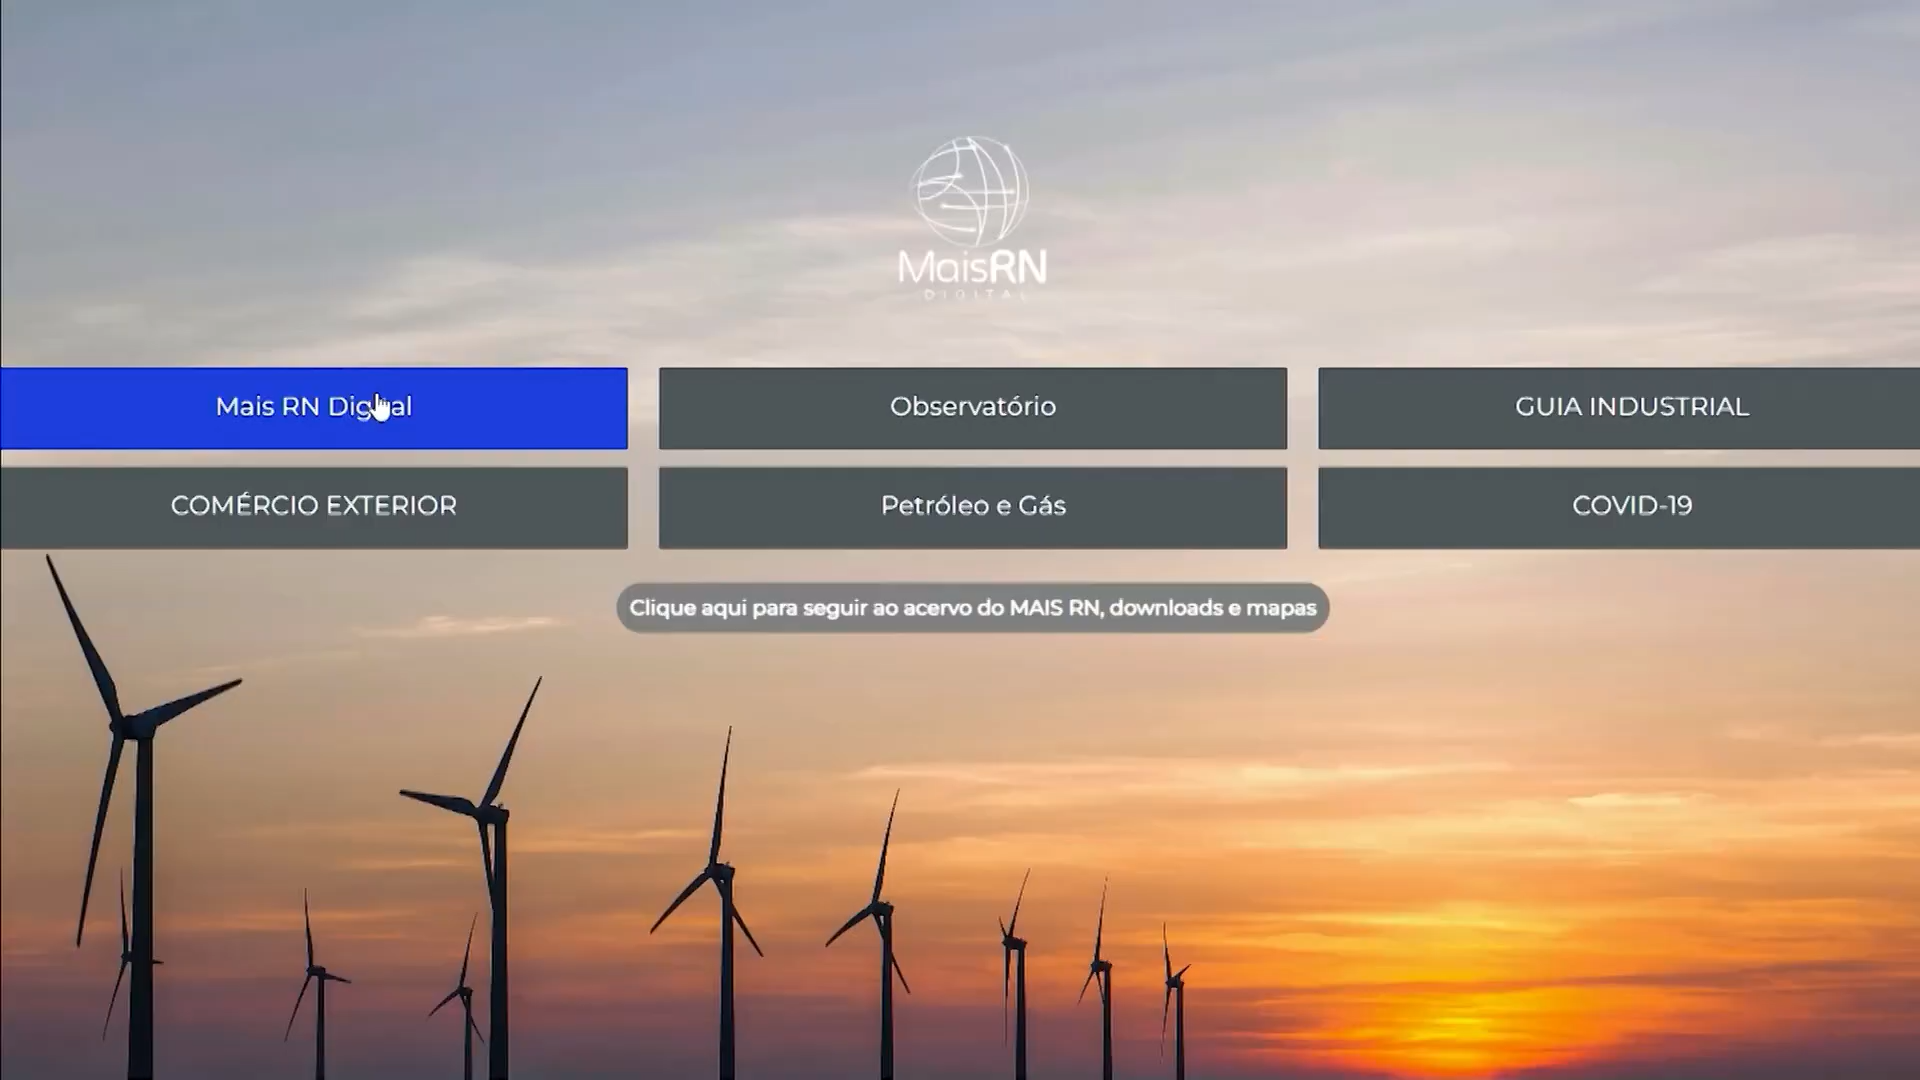 MaisRN
DIGITAL
Mais RN Digital
Observatório
GUIA INDUSTRIAL
COMÉRCIO EXTERIOR
Petróleo e Gás
COVID-19
Clique aqui para seguir ao acervo do MAIS RN, downloads e mapas